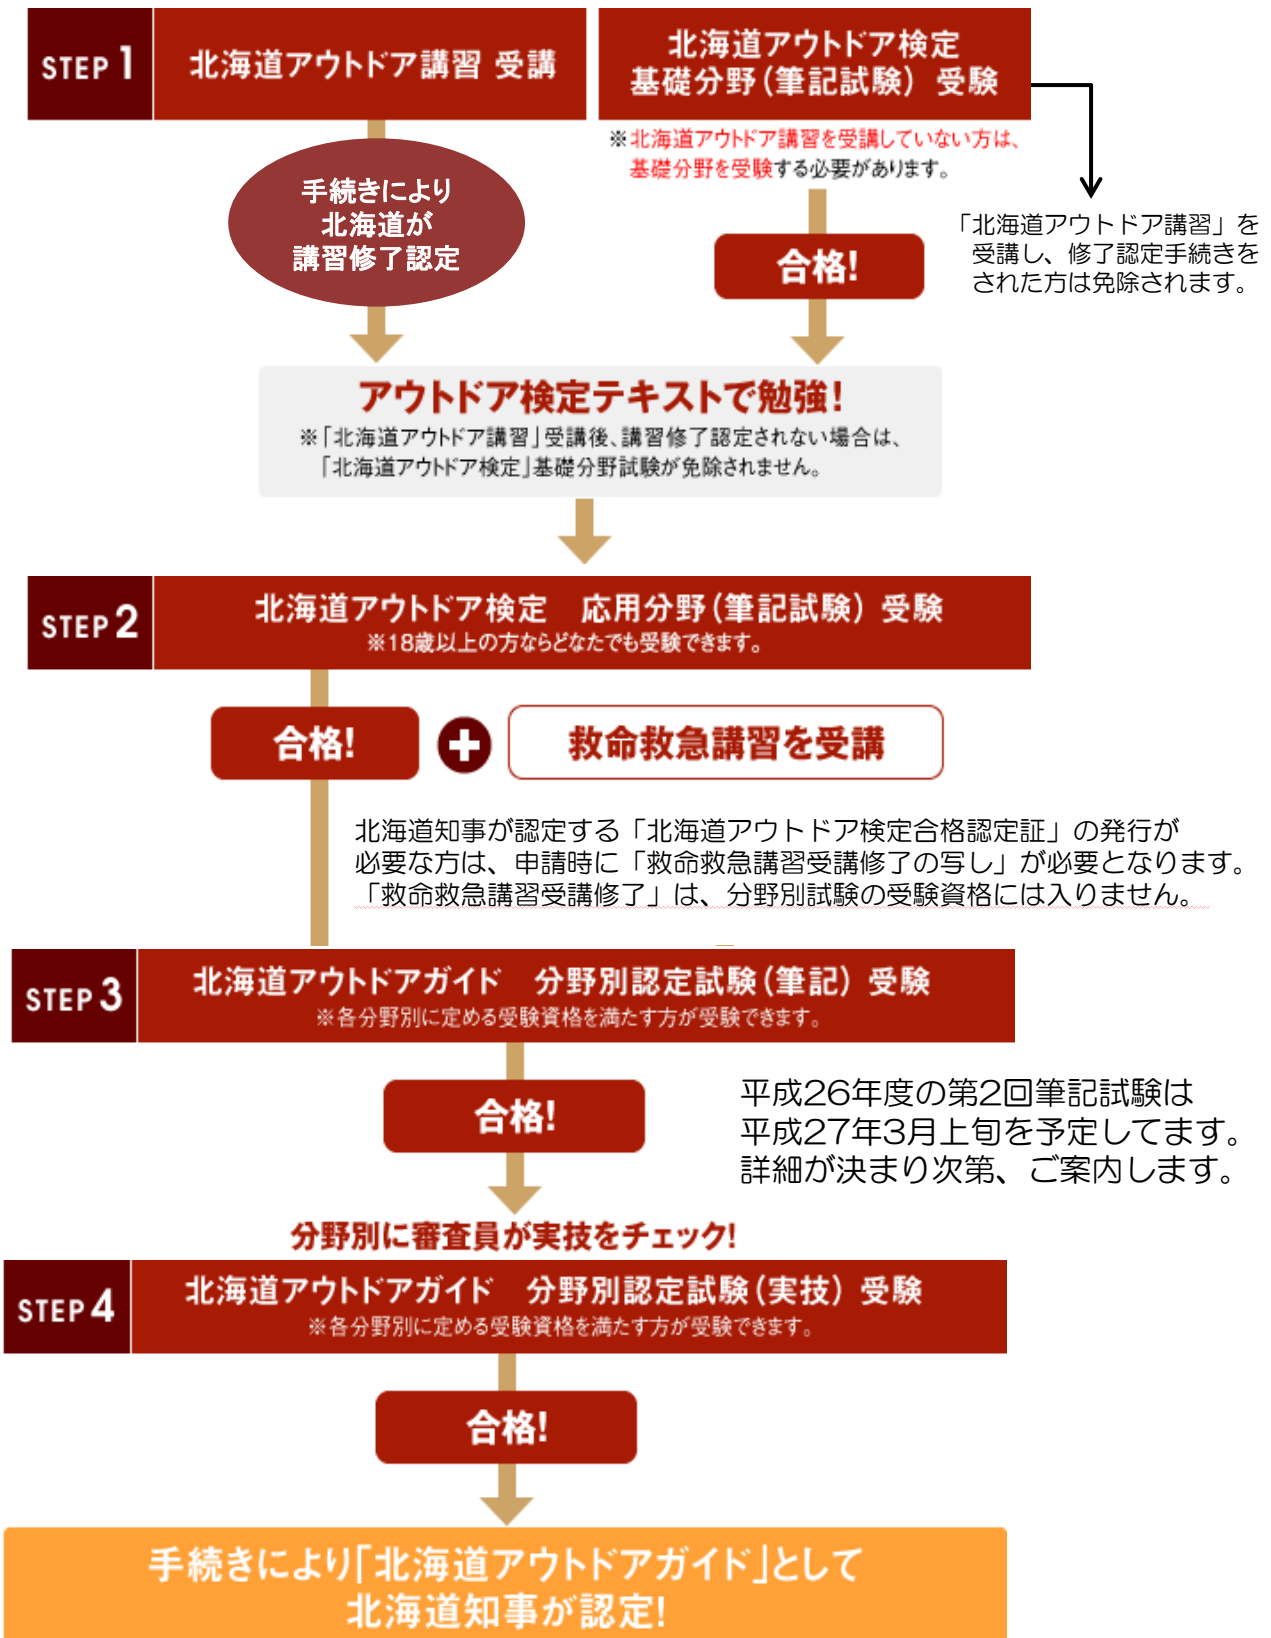 STEP 1
北海道アウトドア講習 受講
手続きにより
北海道が
講習修了認定
北海道アウトドア検定
基礎分野（筆記試験） 受験
※北海道アウトドア講習を受講していない方は、
基礎分野を受験する必要があります。
合格!
「北海道アウトドア講習」を
受講し、修了認定手続きを
された方は免除されます。
アウトドア検定テキストで勉強!
※「北海道アウトドア講習」受講後、講習修了認定されない場合は、
「北海道アウトドア検定」基礎分野試験が免除されません。
STEP 2
北海道アウトドア検定　応用分野（筆記試験） 受験
※18歳以上の方ならどなたでも受験できます。
合格!
救命救急講習を受講
北海道知事が認定する「北海道アウトドア検定合格認定証」の発行が
必要な方は、申請時に「救命救急講習受講修了の写し」が必要となります。
「救命救急講習受講修了」は、分野別試験の受験資格には入りません。
STEP 3
北海道アウトドアガイド　分野別認定試験（筆記） 受験
※各分野別に定める受験資格を満たす方が受験できます。
合格!
平成26年度の第2回筆記試験は
平成27年3月上旬を予定してます。
詳細が決まり次第、ご案内します。
分野別に審査員が実技をチェック!
STEP 4
北海道アウトドアガイド　分野別認定試験（実技） 受験
※各分野別に定める受験資格を満たす方が受験できます。
合格!
手続きにより「北海道アウトドアガイド」として
北海道知事が認定!